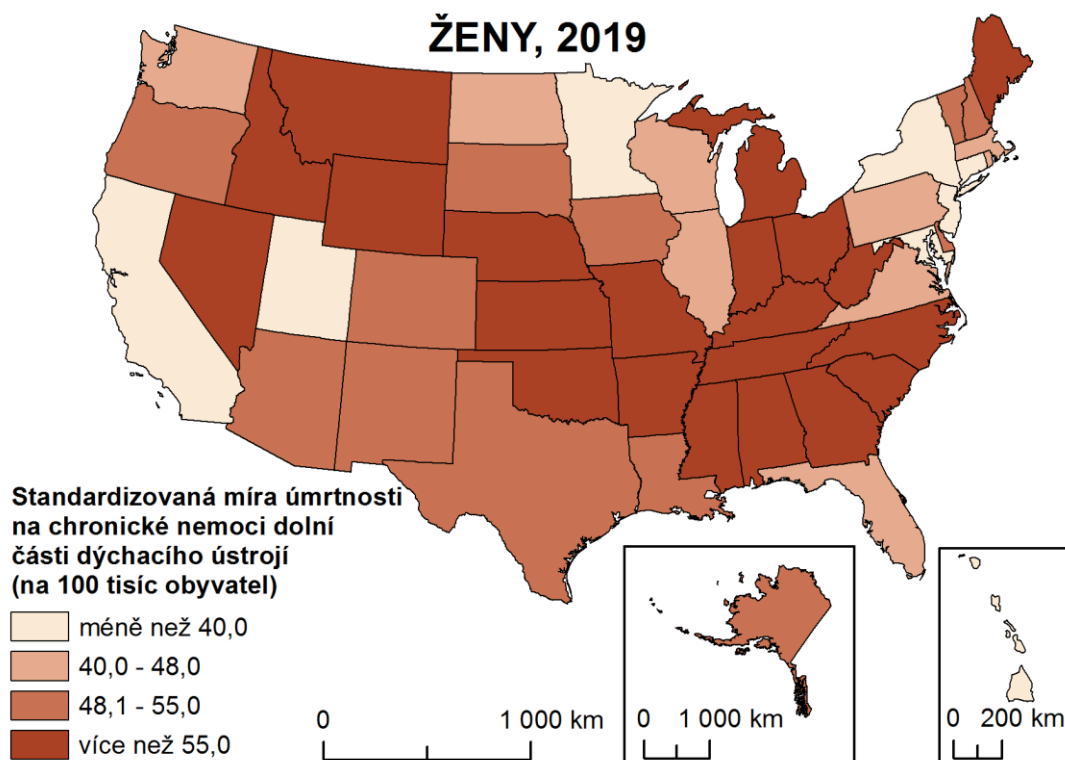 ŽENY, 2019
Standardizovaná míra úmrtnosti
na chronické nemoci dolní
části dýchacího ústrojí
(na 100 tisíc obyvatel)
méně než 40,0
40,0 - 48,0
48,1 - 55,0
více než 55,0
0 1 000 km
0 1 000 km
0 200 km